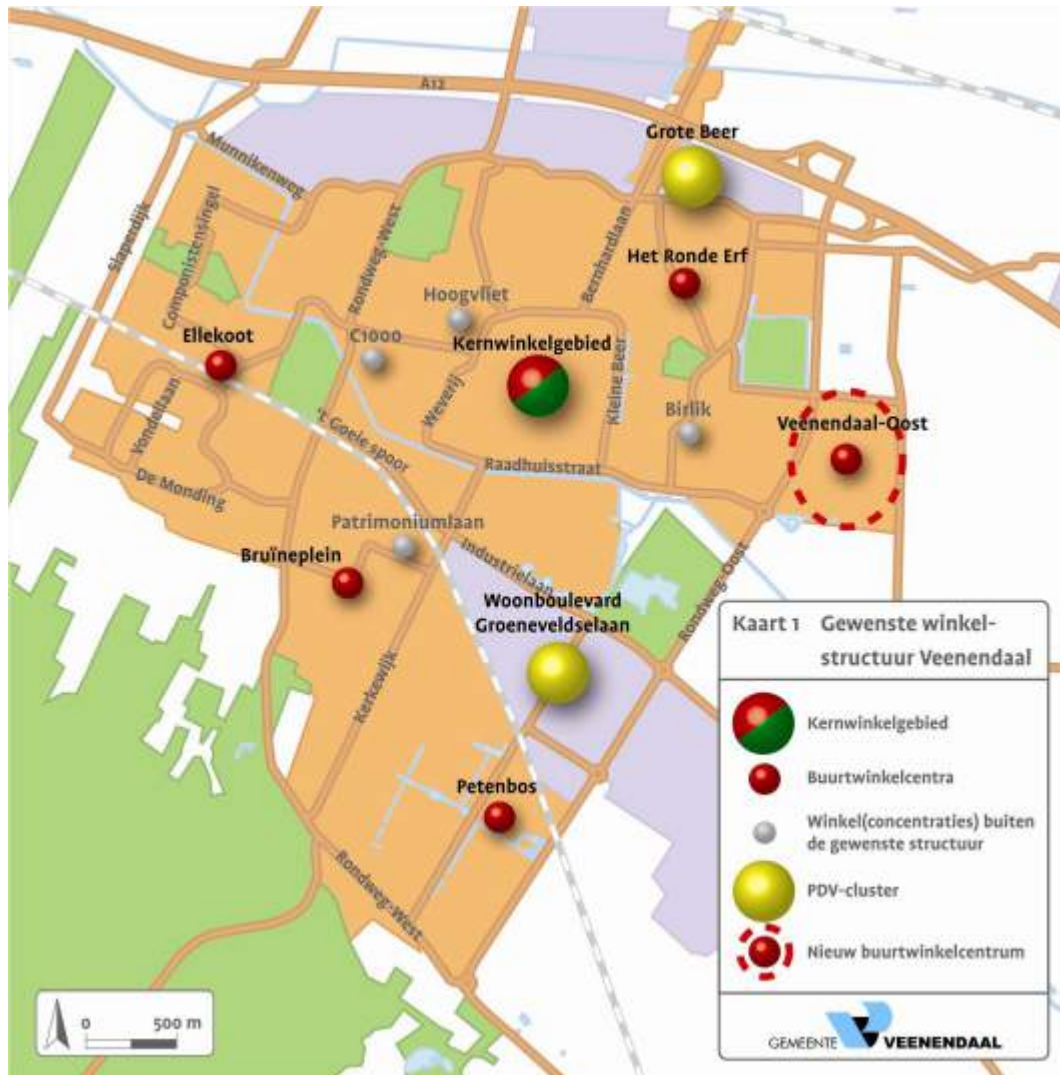 A12
Grote Beer
Munnikenweg
Slaperdijk
Componistensingel
Rondweg-West
Bernhardlaan
Het Ronde Erf
Hoogvliet
C1000
Ellekoot
Kernwinkelgebied
Kleine Beer
Weverij
Birlik
Veenendaal-Oost
Vondellaan
't Goeie spoor
Raadhuisstraat
De Monding
Patrimoniumlaan
Bruïneplein
Industrielaan
Rondweg-Oost
Woonboulevard
Groeneveldselaan
Kerkewijk
Petenbos
Rondweg-West
Kaart 1 Gewenste winkel-
structuur Veenendaal
Kernwinkelgebied
Buurtwinkelcentra
Winkel(concentraties) buiten
de gewenste structuur
PDV-cluster
Nieuw buurtwinkelcentrum
0 500 m
GEMEENTE VEENENDAAL